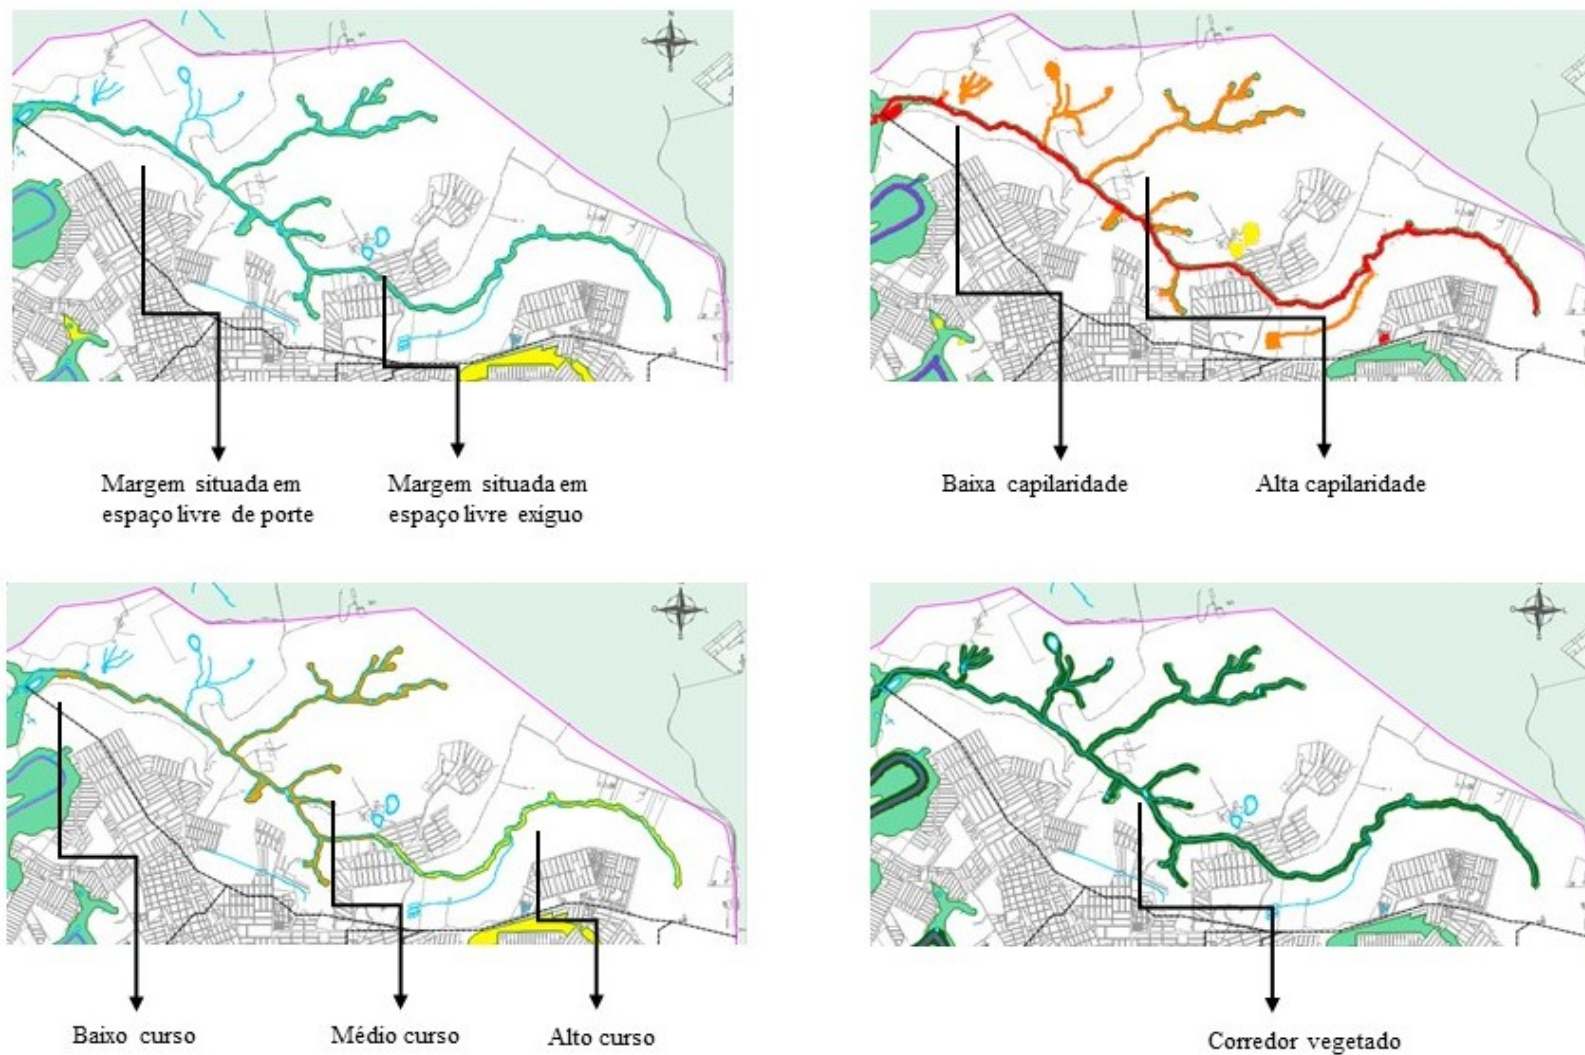 N
Margem situada em
espaço livre de porte
Margem situada em
espaço livre exíguo
Baixa capilaridade
Alta capilaridade
Baixo curso
Médio curso
Alto curso
Corredor vegetado